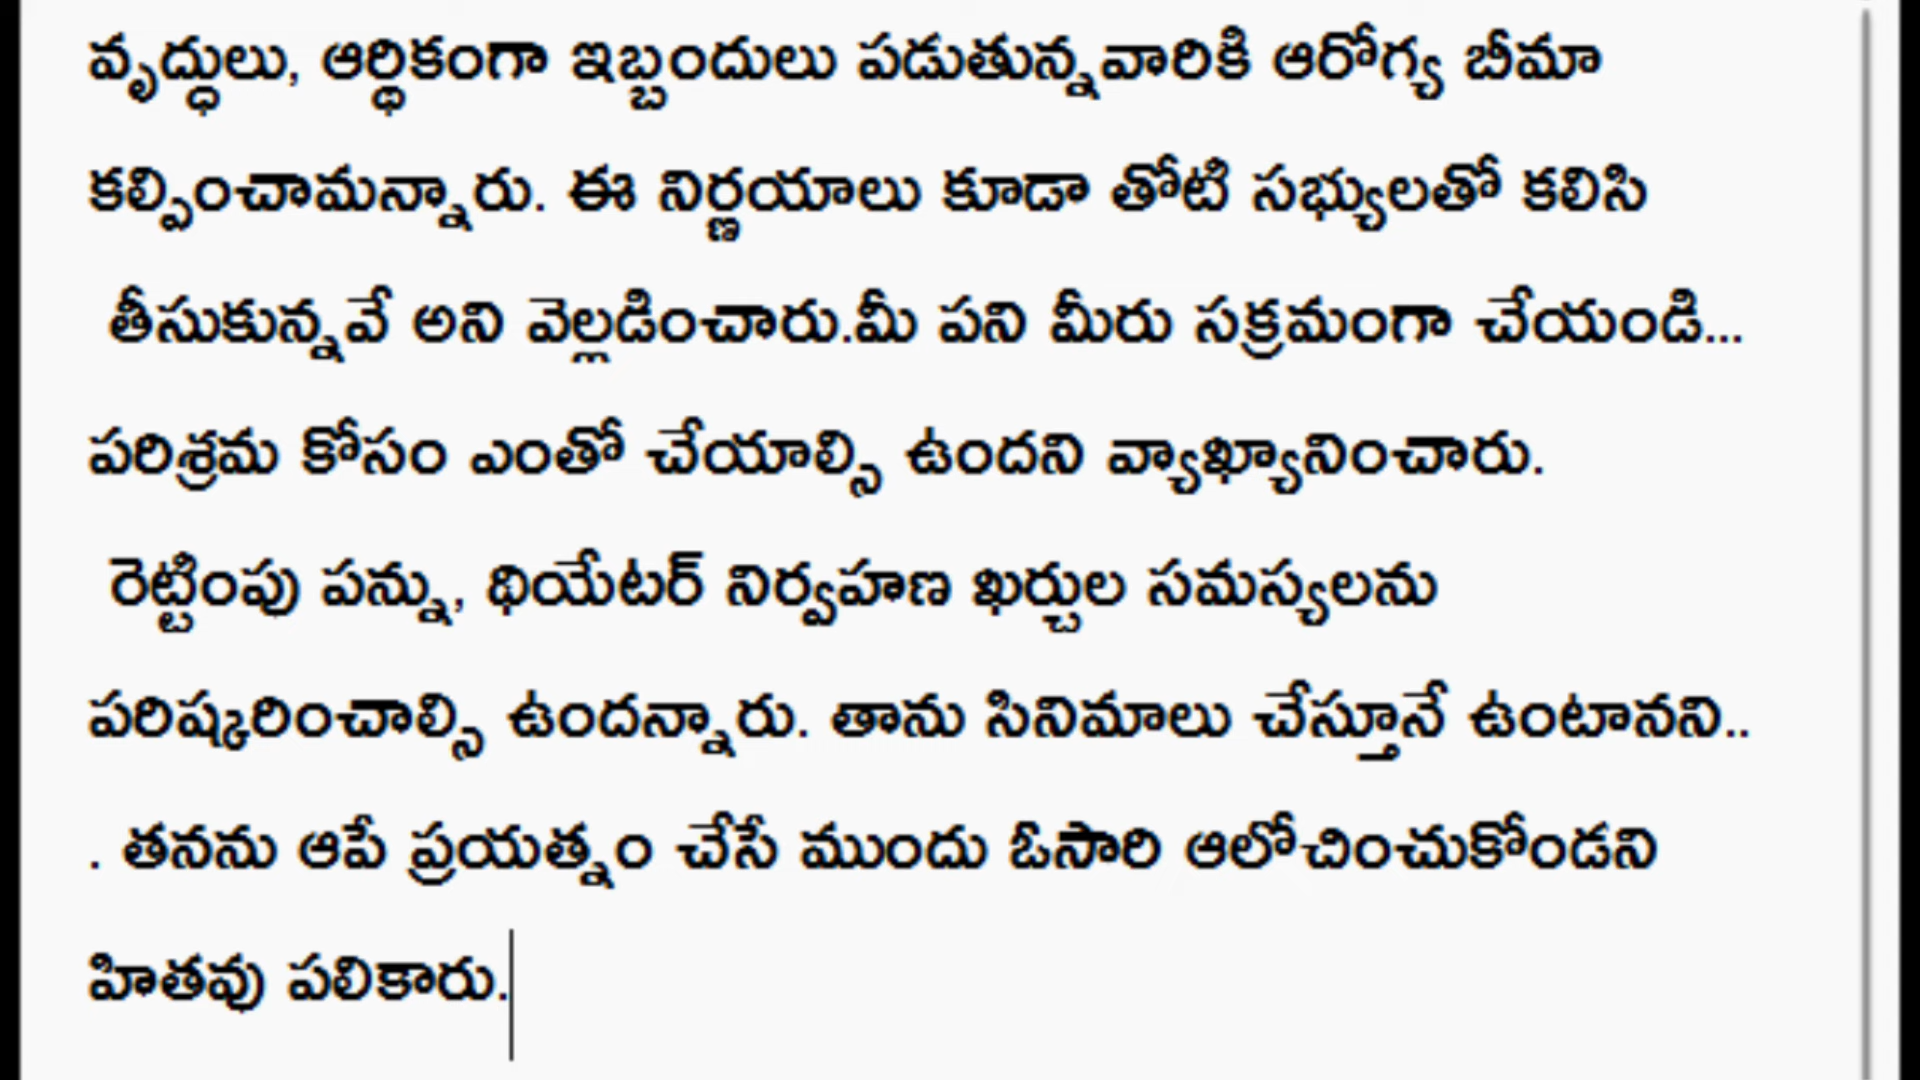 వృద్ధులు, ఆర్థికంగా ఇబ్బందులు పడుతున్నవారికి ఆరోగ్య బీమా
కల్పించామన్నారు. ఈ నిర్ణయాలు కూడా తోటి సభ్యులతో కలిసి
తీసుకున్నవే అని వెల్లడించారు.మీ పని మీరు సక్రమంగా చేయండి...
పరిశ్రమ కోసం ఎంతో చేయాల్సి ఉందని వ్యాఖ్యానించారు.
రెట్టింపు పన్ను, థియేటర్ నిర్వహణ ఖర్చుల సమస్యలను
పరిష్కరించాల్సి ఉందన్నారు. తాను సినిమాలు చేస్తూనే ఉంటానని..
. తనను ఆపే ప్రయత్నం చేసే ముందు ఓసారి ఆలోచించుకోండని
హితవు పలికారు.